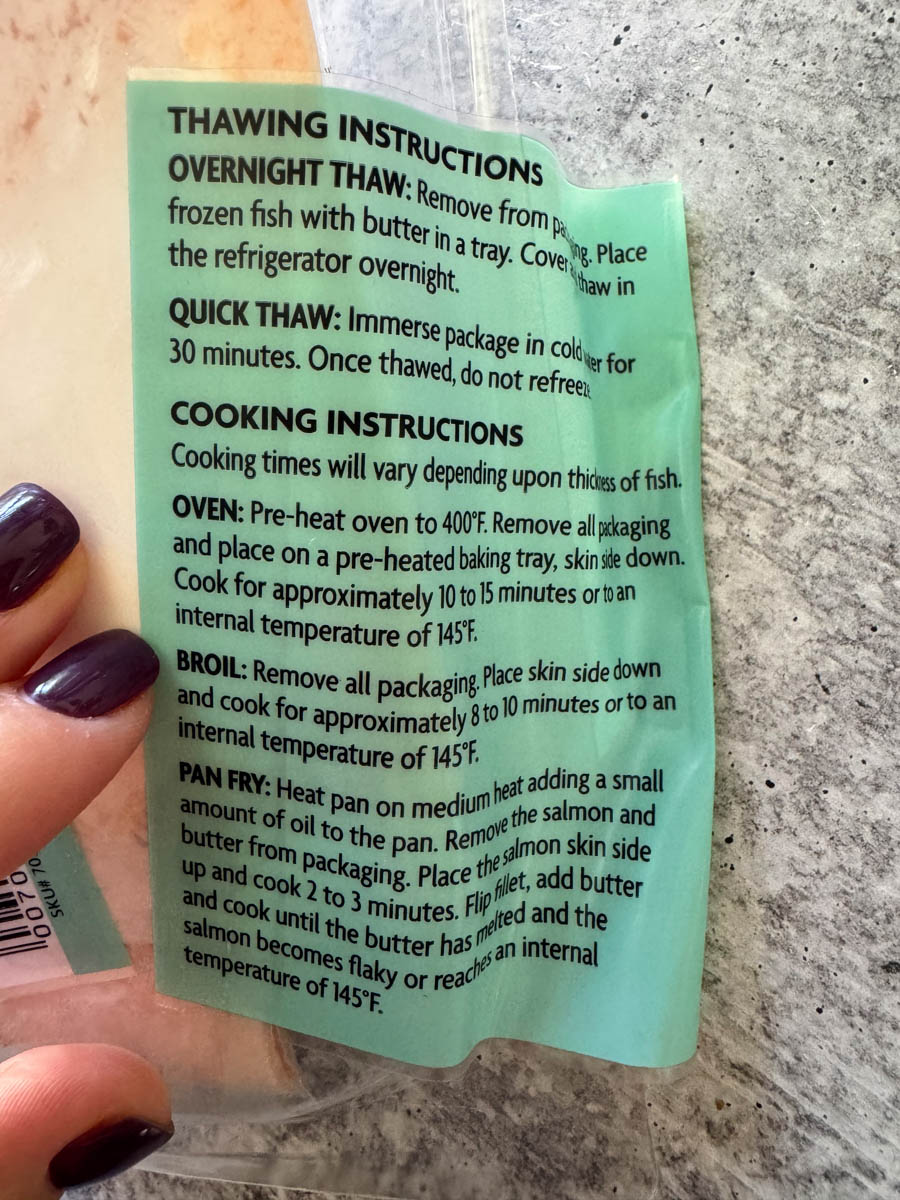 THAWING INSTRUCTIONS
OVERNIGHT THAW: Remove from packaging. Place
frozen fish with butter in a tray. Cover thaw in
the refrigerator overnight.
QUICK THAW: Immerse package in cold water for
30 minutes. Once thawed, do not refreeze
COOKING INSTRUCTIONS
Cooking times will vary depending upon thickness of fish.
OVEN: Pre-heat oven to 400°F. Remove all packaging
and place on a pre-heated baking tray, skin side down.
Cook for approximately 10 to 15 minutes or to an
internal temperature of 145°F.
BROIL: Remove all packaging. Place skin side down
and cook for approximately 8 to 10 minutes or to an
internal temperature of 145°F.
PAN FRY: Heat pan on medium heat adding a small
amount of oil to the pan. Remove the salmon and
butter from packaging. Place the salmon skin side
up and cook 2 to 3 minutes. Flip fillet, add butter
and cook until the butter has melted and the
salmon becomes flaky or reaches an internal
temperature of 145°F.
SKU# 70
0070